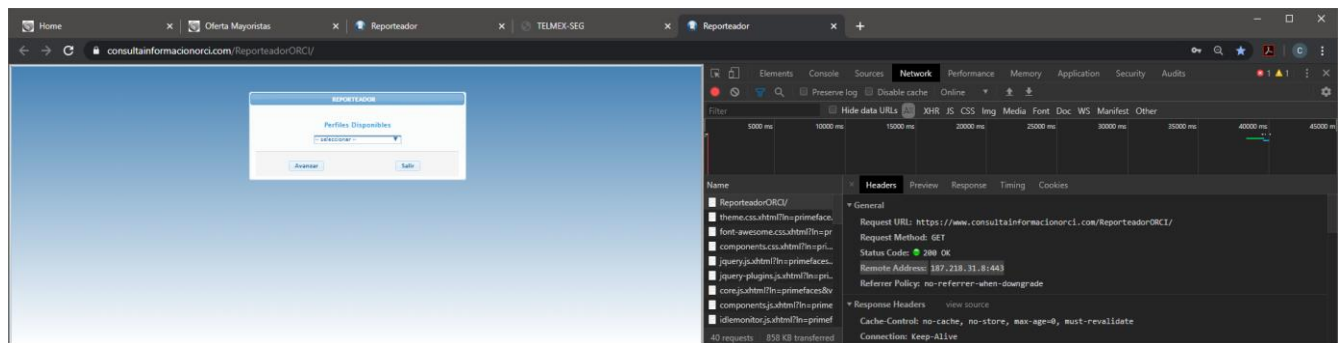 Home
Oferta Mayoristas
Reporteador
TELMEX-SEG
Reporteador
consultainformacionorci.com/ReporteadorORCI/
REPORTEADOR
Perfiles Disponibles
-- seleccionar --
Avanzar Salir
Elements Console Sources Network Performance Memory Application Security Audits 1 1
Preserve log Disable cache Online
Filter Hide data URLs All XHR JS CSS Img Media Font Doc WS Manifest Other
5000 ms 10000 ms 15000 ms 20000 ms 25000 ms 30000 ms 35000 ms 40000 ms 45000 m
Name
ReporteadorORCI/
theme.css.xhtml?ln=primeface.
font-awesome.css.xhtml?ln=pr
components.css.xhtml?ln=pri...
jquery.js.xhtml?ln=primefaces..
jquery-plugins.js.xhtml?ln=pri..
core.js.xhtml?ln=primefaces&v
components.js.xhtml?ln=prime
idlemonitor.js.xhtml?ln=primef
40 requests 858 KB transferred
Headers Preview Response Timing Cookies
General
Request URL: https://www.consultainformacionorci.com/ReporteadorORCI/
Request Method: GET
Status Code: 200 OK
Remote Address: 187.218.31.8:443
Referrer Policy: no-referrer-when-downgrade
Response Headers view source
Cache-Control: no-cache, no-store, max-age=0, must-revalidate
Connection: Keep-Alive